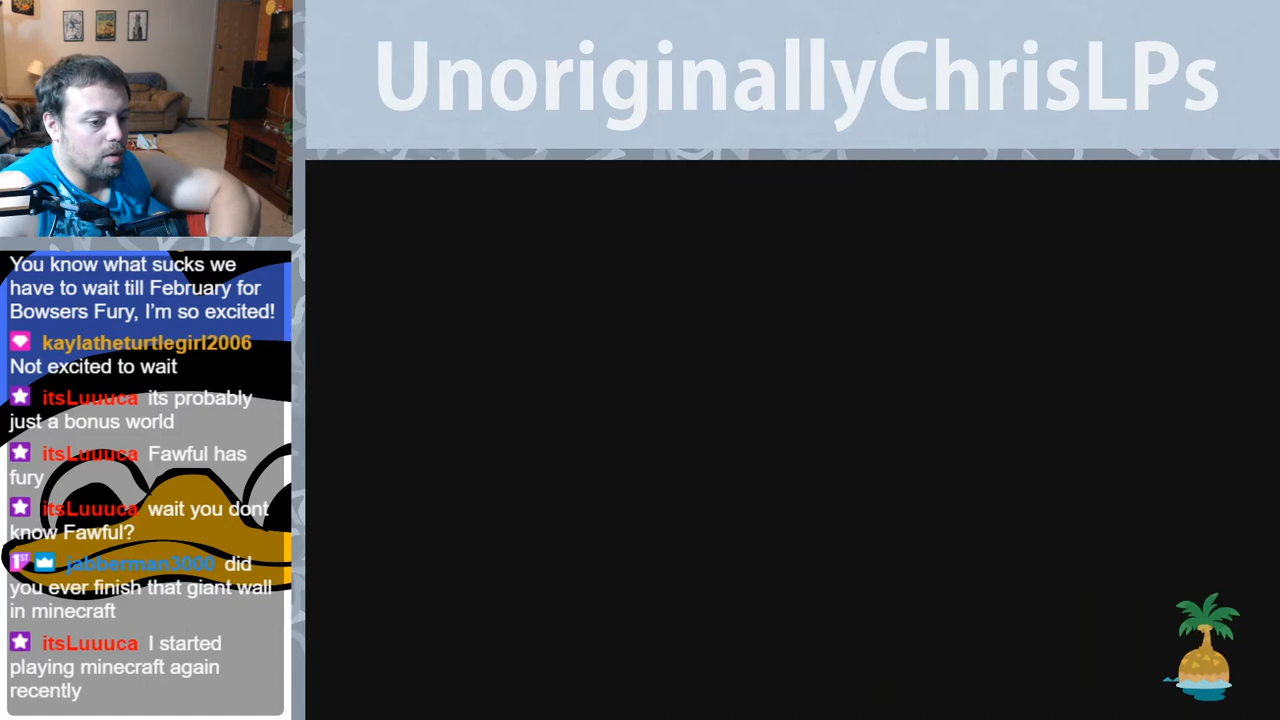 UnoriginallyChrisLPs
You know what sucks we
have to wait till February for
Bowsers Fury, I'm so excited!
kaylatheturtlegirl2006
Not excited to wait
itsLuuuca its probably
just a bonus world
itsLuuuca Fawful has
fury
itsLuuuca wait you dont
know Fawful?
1ST jabberman3000 did
you ever finish that giant wall
in minecraft
itsLuuuca I started
playing minecraft again
recently